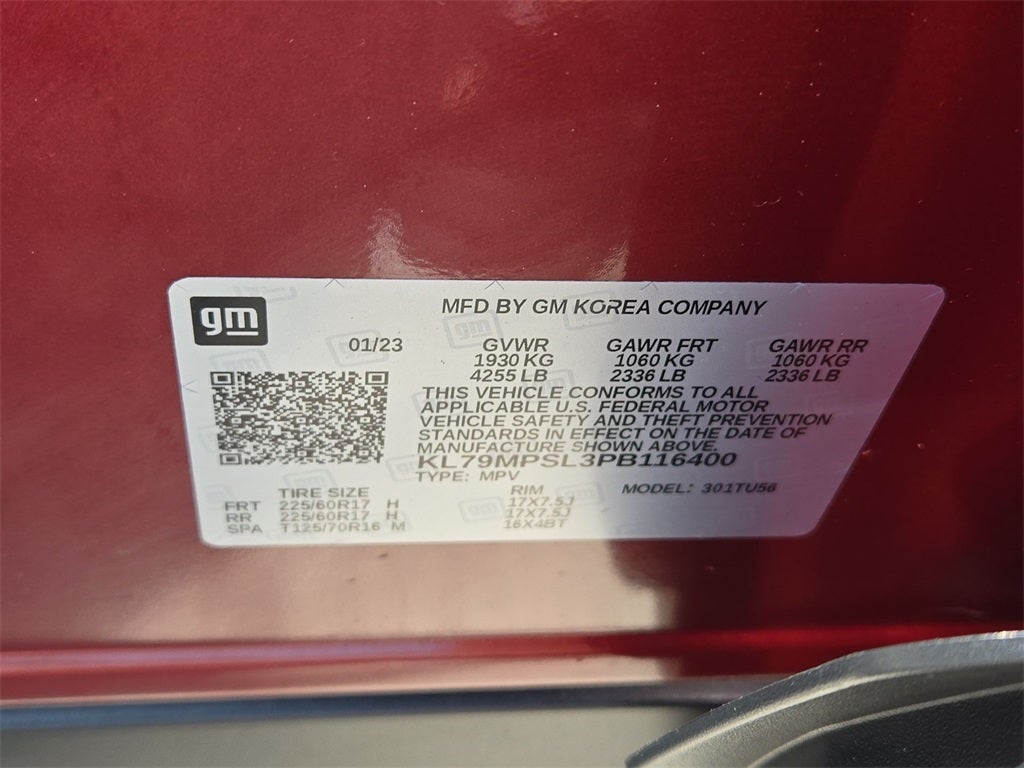 gm
MFD BY GM KOREA COMPANY
01/23 GVWR GAWR FRT GAWR RR
1930 KG 1060 KG 1060 KG
4255 LB 2336 LB 2336 LB
THIS VEHICLE CONFORMS TO ALL
APPLICABLE U.S. FEDERAL MOTOR
VEHICLE SAFETY AND THEFT PREVENTION
STANDARDS IN EFFECT ON THE DATE OF
MANUFACTURE SHOWN ABOVE.
KL79MPSL3PB116400
TYPE: MPV
TIRE SIZE RIM MODEL: 301TU56
FRT 225/60R17 H 17X7.5J
RR 225/60R17 H 17X7.5J
SPA T125/70R16 M 16X4BT